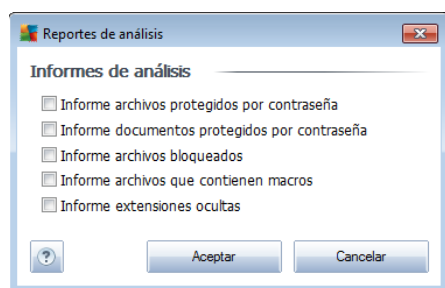 Reportes de análisis
Informes de análisis
Informe archivos protegidos por contraseña
Informe documentos protegidos por contraseña
Informe archivos bloqueados
Informe archivos que contienen macros
Informe extensiones ocultas
?
Aceptar
Cancelar